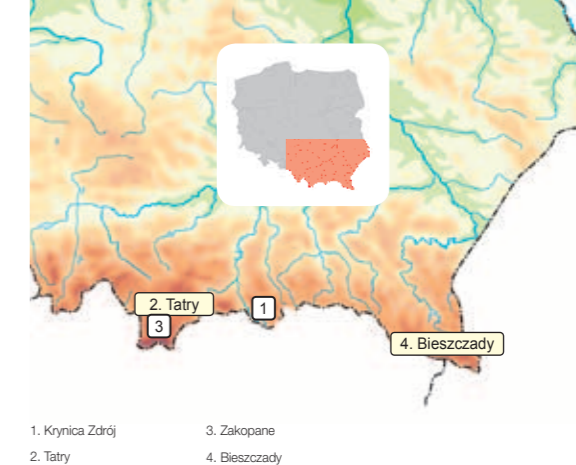 2. Tatry
3
1
4. Bieszczady
1. Krynica Zdrój
2. Tatry
3. Zakopane
4. Bieszczady